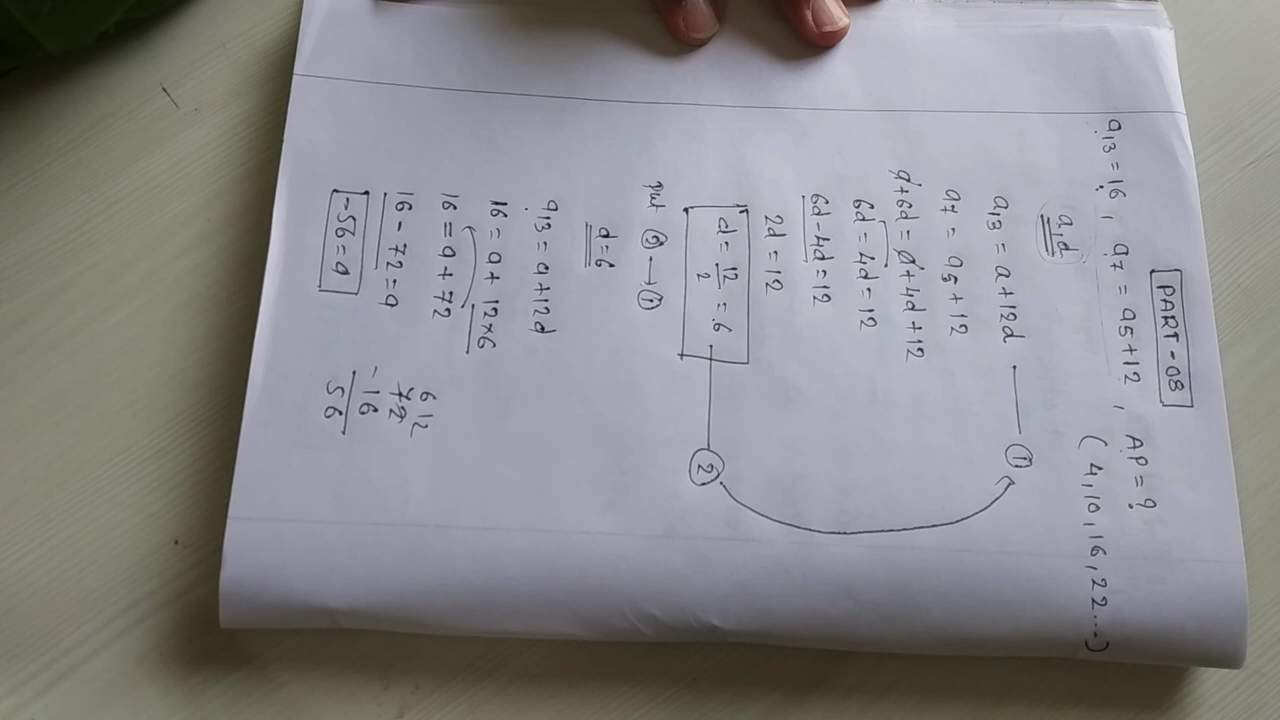 PART-08
a13 = 16, a7 = a5+12, AP = ?
(4,10,16,22...)
a,d
a13 = a+12d — ①
a7 = a5+12
a+6d = a+4d+12
6d = 4d = 12
6d-4d = 12
2d = 12
d = 12/2 = 6 — ②
put ② → ①
d = 6
a13 = a+12d
16 = a + 12×6
16 = a + 72
16 - 72 = a
-56 = a
6 12
72
-16
56